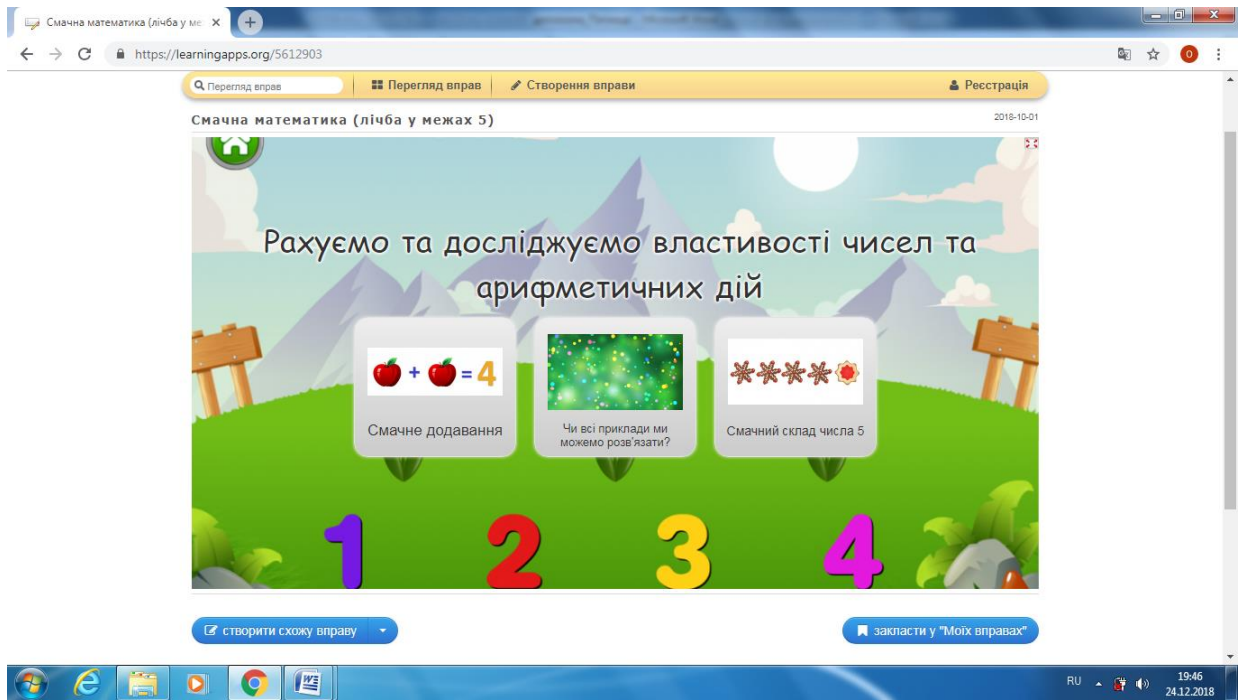 Смачна математика (лічба у ме
https://learningapps.org/5612903
О
Перегляд вправ
Перегляд вправ
Створення вправи
Реєстрація
Смачна математика (лічба у межах 5)
2018-10-01
Рахуємо та досліджуємо властивості чисел та
арифметичних дій
+ = 4
Смачне додавання
Чи всі приклади ми
можемо розв'язати?
Смачний склад числа 5
1 2 3 4
створити схожу вправу
закласти у "Моїх вправах"
RU
19:46
24.12.2018